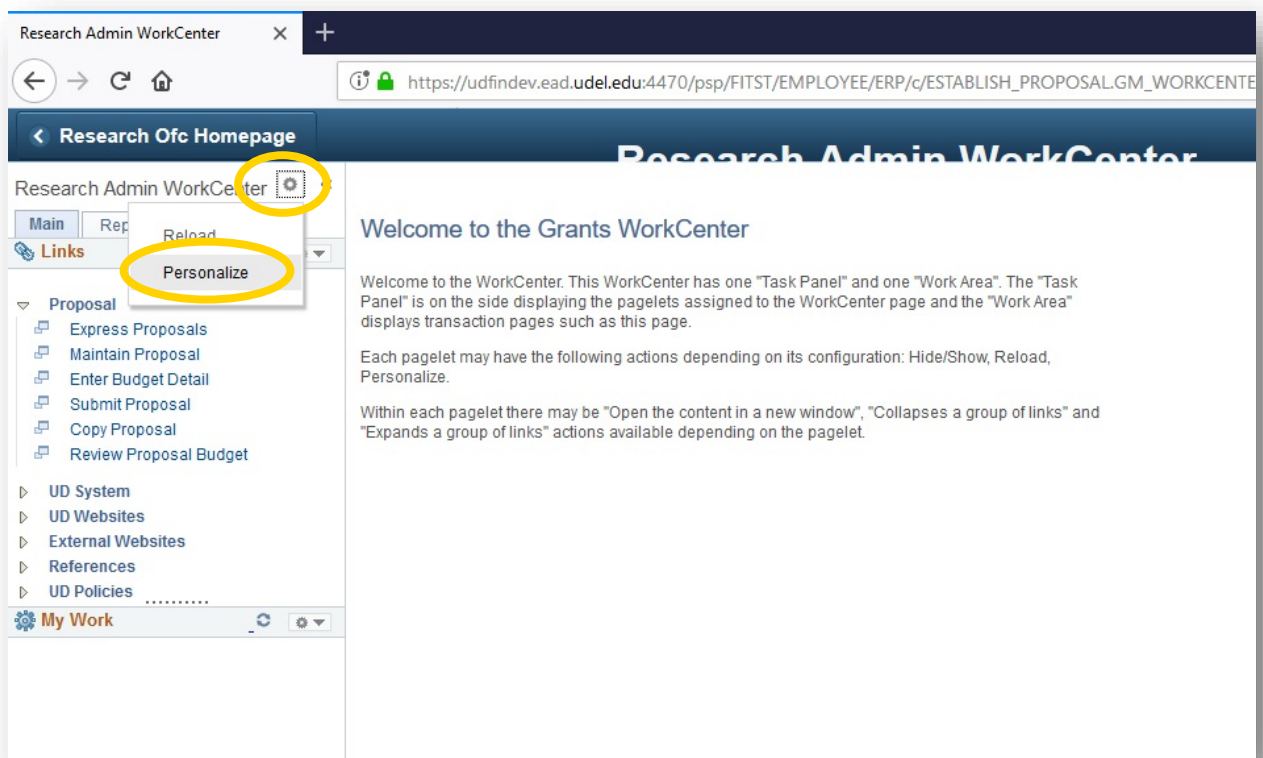 Research Admin WorkCenter
https://udfindev.ead.udel.edu:4470/psp/FITST/EMPLOYEE/ERP/c/ESTABLISH_PROPOSAL.GM_WORKCENTE
Research Ofc Homepage
Research Admin WorkCenter
Research Admin WorkCenter
Main Rep
Reload
Personalize
Links
Proposal
Express Proposals
Maintain Proposal
Enter Budget Detail
Submit Proposal
Copy Proposal
Review Proposal Budget
UD System
UD Websites
External Websites
References
UD Policies
My Work
Welcome to the Grants WorkCenter
Welcome to the WorkCenter. This WorkCenter has one "Task Panel" and one "Work Area". The "Task
Panel" is on the side displaying the pagelets assigned to the WorkCenter page and the "Work Area"
displays transaction pages such as this page.
Each pagelet may have the following actions depending on its configuration: Hide/Show, Reload,
Personalize.
Within each pagelet there may be "Open the content in a new window", "Collapses a group of links" and
"Expands a group of links" actions available depending on the pagelet.